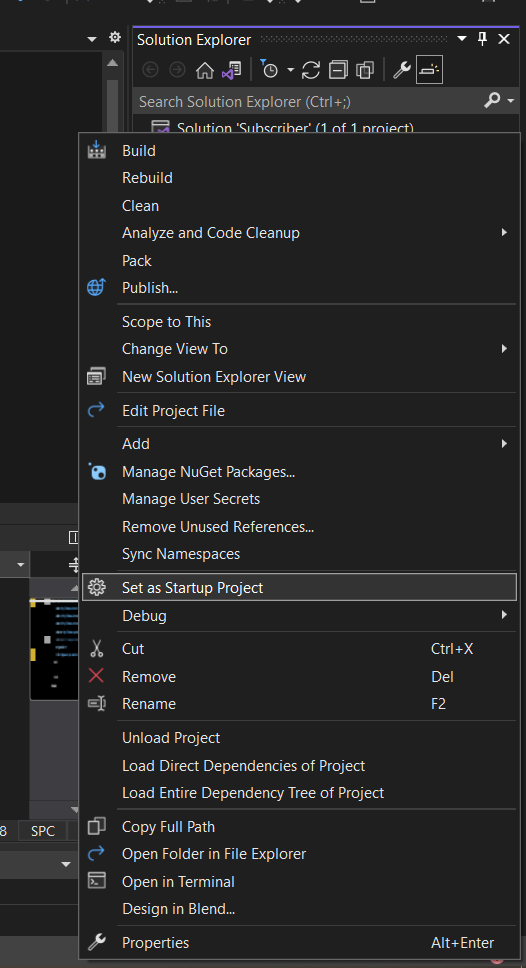 Solution Explorer
Search Solution Explorer (Ctrl+;)
Solution 'Subscriber' (1 of 1 project)
Build
Rebuild
Clean
Analyze and Code Cleanup
Pack
Publish...
Scope to This
Change View To
New Solution Explorer View
Edit Project File
Add
Manage NuGet Packages...
Manage User Secrets
Remove Unused References...
Sync Namespaces
Set as Startup Project
Debug
Cut Ctrl+X
Remove Del
Rename F2
Unload Project
Load Direct Dependencies of Project
Load Entire Dependency Tree of Project
8 SPC
Copy Full Path
Open Folder in File Explorer
Open in Terminal
Design in Blend...
Properties Alt+Enter